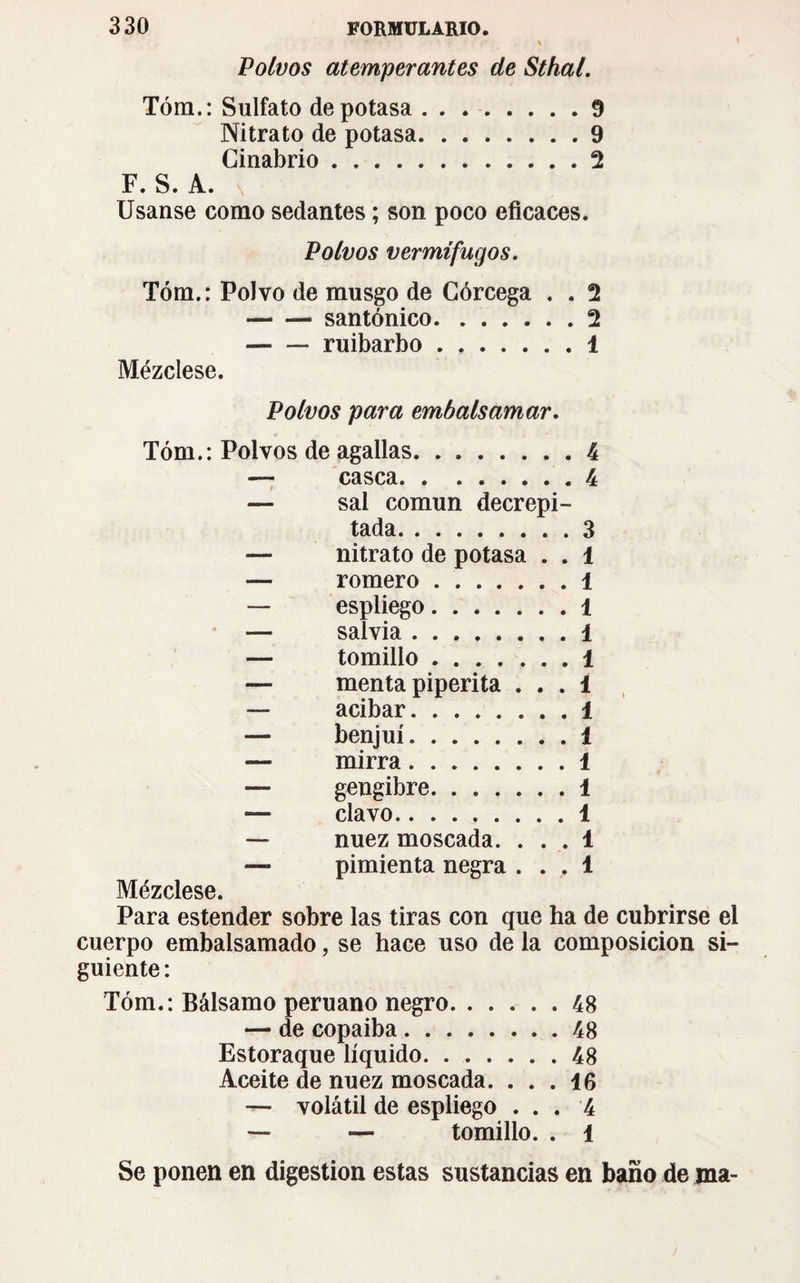 330 FORMULARIO.
Polvos atemperantes de Sthal.
Tóm.: Sulfato de potasa . . . . . . . . 9
Nitrato de potasa. . . . . . . . 9
Cinabrio . . . . . . . . . . . . 2
F. S. A.
Usanse como sedantes ; son poco eficaces.
Polvos vermífugos.
Tóm.: Polvo de musgo de Córcega . . 2
— — santónico. . . . . . . 2
— — ruibarbo . . . . . . . 1
Mézclese.
Polvos para embalsamar.
Tóm.: Polvos de agallas. . . . . . . . 4
— casca. . . . . . . . . 4
— sal comun decrepi-
tada. . . . . . . . . 3
— nitrato de potasa . . 1
— romero . . . . . . . 1
— espliego . . . . . . . 1
— salvia . . . . . . . . 1
— tomillo . . . . . . . 1
— menta piperita . . . 1
— acibar. . . . . . . . 1
— benjuí. . . . . . . . 1
— mirra . . . . . . . . 1
— gengibre. . . . . . . 1
— clavo. . . . . . . . . 1
— nuez moscada. . . . 1
— pimienta negra . . . 1
Mézclese.
Para estender sobre las tiras con que ha de cubrirse el
cuerpo embalsamado, se hace uso de la composicion si-
guiente:
Tóm.: Bálsamo peruano negro. . . . . . 48
— de copaiba . . . . . . . . 48
Estoraque líquido. . . . . . . 48
Aceite de nuez moscada. . . . 16
— volátil de espliego . . . 4
— — tomillo. . 1
Se ponen en digestion estas sustancias en baño de ma-